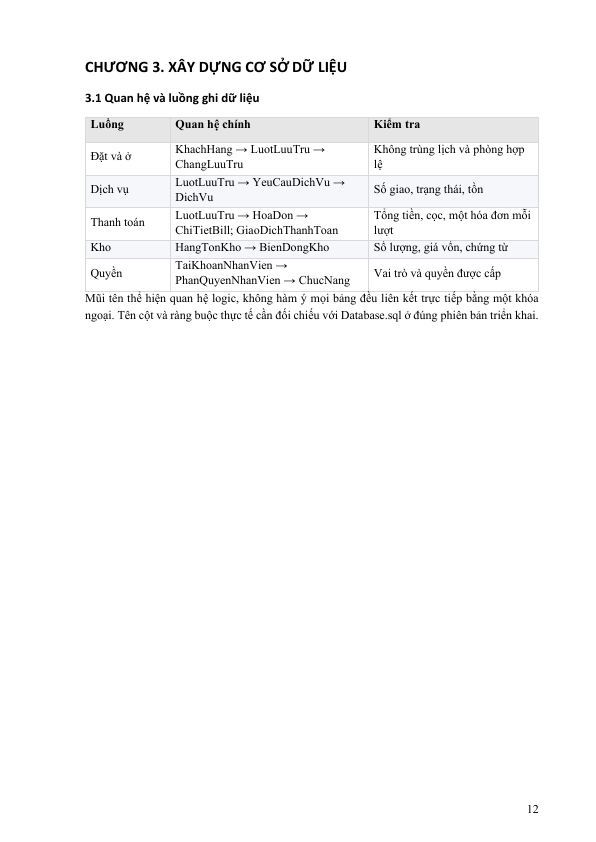 CHƯƠNG 3. XÂY DỰNG CƠ SỞ DỮ LIỆU
3.1 Quan hệ và luồng ghi dữ liệu
Luồng Quan hệ chính Kiểm tra
Đặt và ở
KhachHang → LuotLuuTru →
ChangLuuTru
Không trùng lịch và phòng hợp
lệ
Dịch vụ
LuotLuuTru → YeuCauDichVu →
DichVu
Số giao, trạng thái, tồn
Thanh toán
LuotLuuTru → HoaDon →
ChiTietBill; GiaoDichThanhToan
Tổng tiền, cọc, một hóa đơn mỗi
lượt
Kho HangTonKho → BienDongKho Số lượng, giá vốn, chứng từ
Quyền
TaiKhoanNhanVien →
PhanQuyenNhanVien → ChucNang
Vai trò và quyền được cấp
Mũi tên thể hiện quan hệ logic, không hàm ý mọi bảng đều liên kết trực tiếp bằng một khóa
ngoại. Tên cột và ràng buộc thực tế cần đối chiếu với Database.sql ở đúng phiên bản triển khai.
12